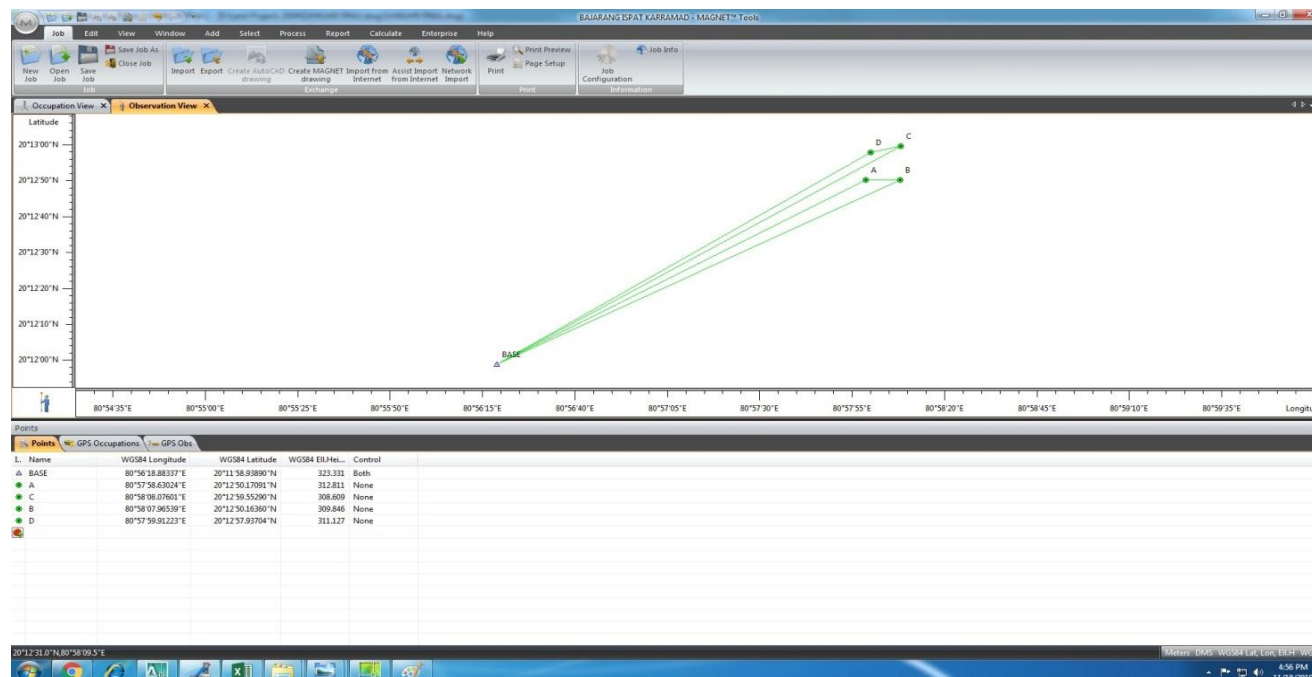 BAJARANG ISPAT KARRAMAD - MAGNET™ Tools
Job Edit View Window Add Select Process Report Calculate Enterprise Help
New Job
Open Job
Save Job
Save Job As
Close Job
Job
Import
Export
Create AutoCAD drawing
Create MAGNET drawing
Import from Internet
Assist Import from Internet
Network Import
Exchange
Print
Print Preview
Page Setup
Print
Job Configuration
Job Info
Information
Occupation View Observation View
Latitude
20°13'00"N
20°12'50"N
20°12'40"N
20°12'30"N
20°12'20"N
20°12'10"N
20°12'00"N
D C
A B
BASE
80°54'35"E 80°55'00"E 80°55'25"E 80°55'50"E 80°56'15"E 80°56'40"E 80°57'05"E 80°57'30"E 80°57'55"E 80°58'20"E 80°58'45"E 80°59'10"E 80°59'35"E Longitu
Points
Points GPS Occupations GPS Obs
I.. Name WGS84 Longitude WGS84 Latitude WGS84 Ell.Hei... Control
BASE 80°56'18.88337"E 20°11'58.93890"N 323.331 Both
A 80°57'58.63024"E 20°12'50.17091"N 312.811 None
C 80°58'08.07601"E 20°12'59.55290"N 308.609 None
B 80°58'07.96539"E 20°12'50.16360"N 309.846 None
D 80°57'59.91223"E 20°12'57.93704"N 311.127 None
20°12'31.0"N,80°58'09.5"E
Meters DMS WGS84 Lat, Lon, Ell.H
4:56 PM